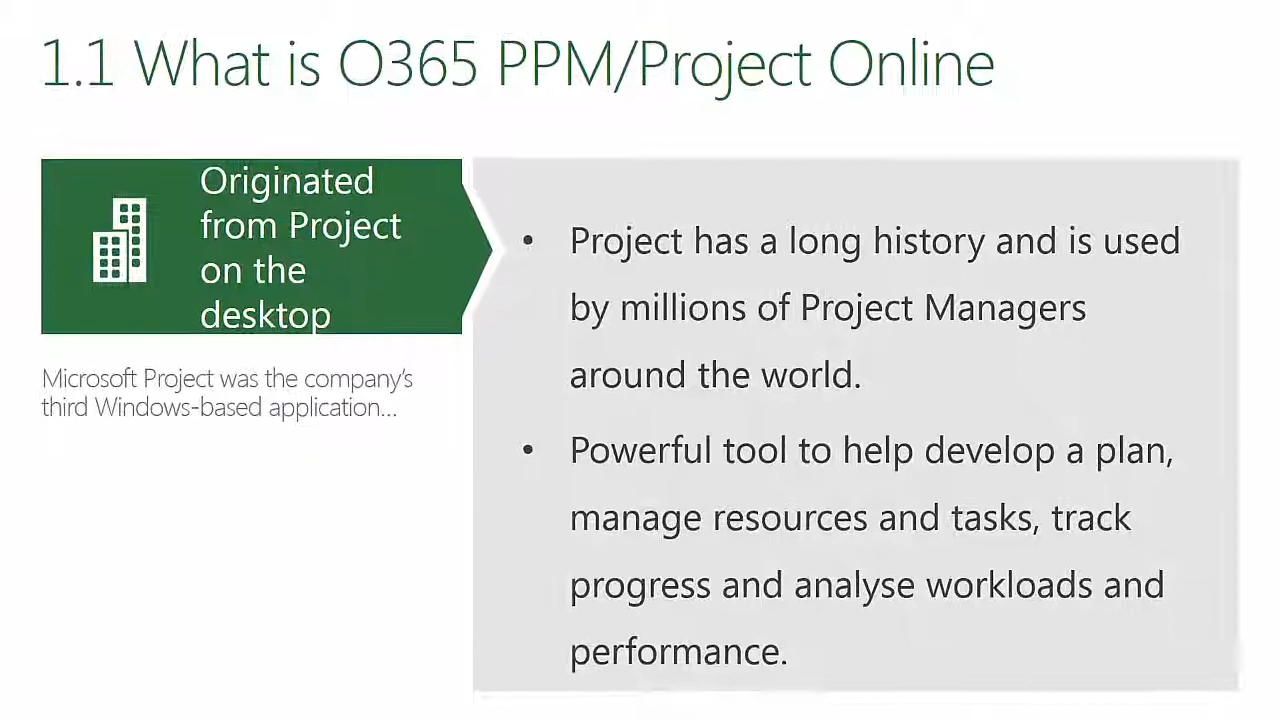 1.1 What is O365 PPM/Project Online
Originated
from Project
on the
desktop
Microsoft Project was the company's
third Windows-based application...
• Project has a long history and is used
by millions of Project Managers
around the world.
• Powerful tool to help develop a plan,
manage resources and tasks, track
progress and analyse workloads and
performance.